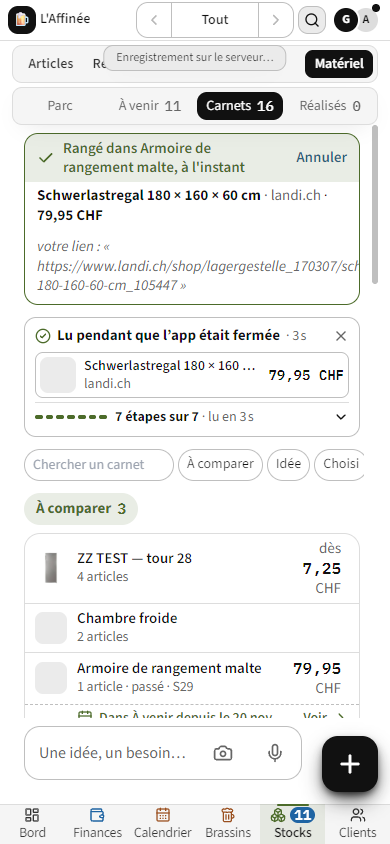 L'Affinée
Tout
G
A
Articles
Enregistrement sur le serveur…
Matériel
Parc
À venir 11
Carnets 16
Réalisés 0
Rangé dans Armoire de
rangement malte, à l'instant
Annuler
Schwerlastregal 180 × 160 × 60 cm · landi.ch ·
79,95 CHF
votre lien : «
https://www.landi.ch/shop/lagergestelle_170307/sch
180-160-60-cm_105447 »
Lu pendant que l’app était fermée · 3 s
Schwerlastregal 180 × 160 …
landi.ch
79,95 CHF
7 étapes sur 7 · lu en 3 s
Chercher un carnet
À comparer
Idée
Choisi
À comparer 3
ZZ TEST — tour 28
4 articles
dès
7,25
CHF
Chambre froide
2 articles
Armoire de rangement malte
1 article · passé · S29
79,95
CHF
Dans À venir depuis le 20 nov.
Voir
Une idée, un besoin…
Bord
Finances
Calendrier
Brassins
11
Stocks
Clients